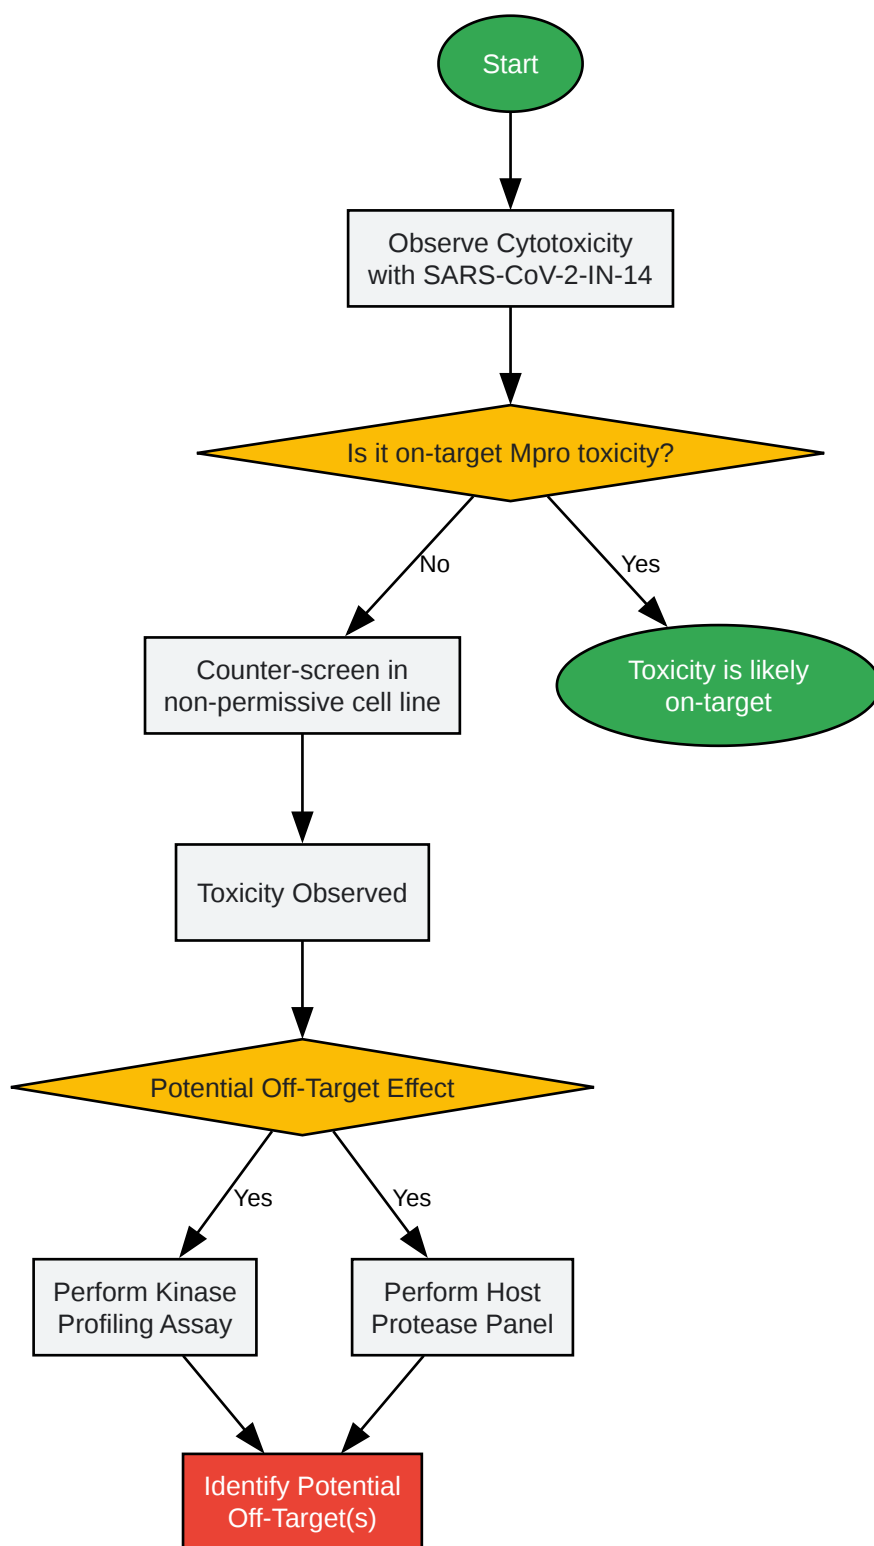 Start
Observe Cytotoxicity
with SARS-CoV-2-IN-14
Is it on-target Mpro toxicity?
No
Yes
Counter-screen in
non-permissive cell line
Toxicity is likely
on-target
Toxicity Observed
Potential Off-Target Effect
Yes
Yes
Perform Kinase
Profiling Assay
Perform Host
Protease Panel
Identify Potential
Off-Target(s)